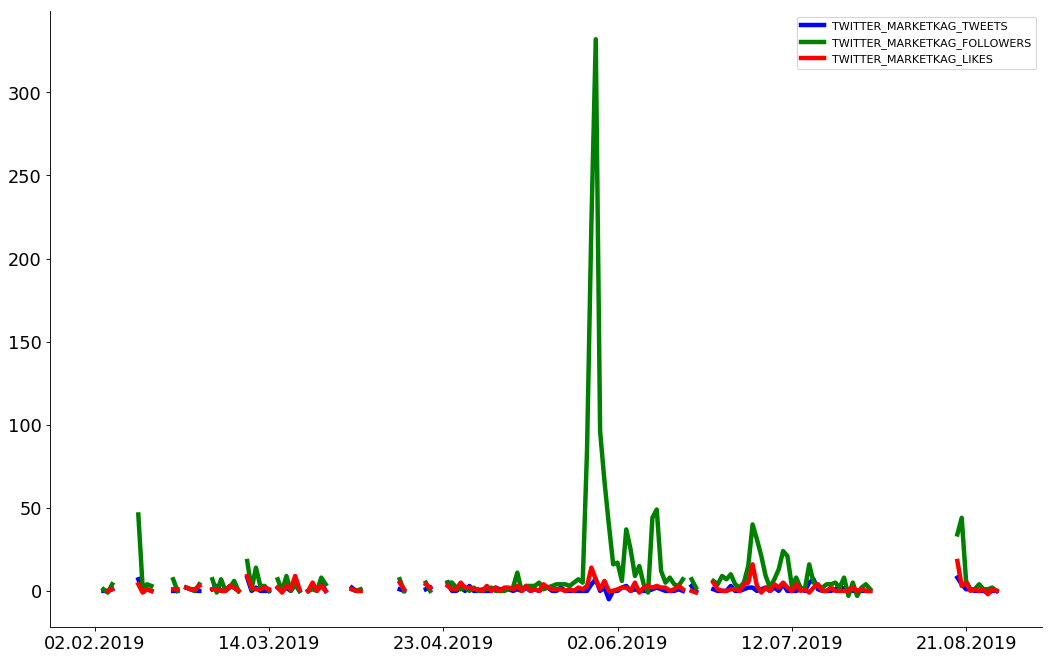 TWITTER_MARKETKAG_TWEETS
TWITTER_MARKETKAG_FOLLOWERS
TWITTER_MARKETKAG_LIKES
300
250
200
150
100
50
0
02.02.2019 14.03.2019 23.04.2019 02.06.2019 12.07.2019 21.08.2019